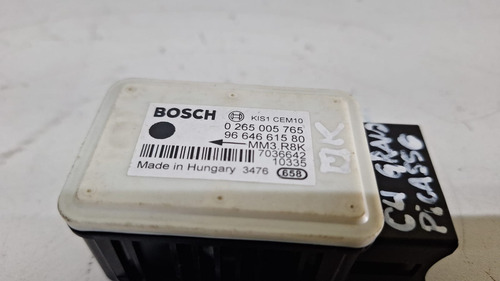 BOSCH KIS1 CEM10
0 265 005 765
96 646 615 80
MM3.R8K
7036642
10335
Made in Hungary 3476 658
OK
C4 GRAND
PiCASSO